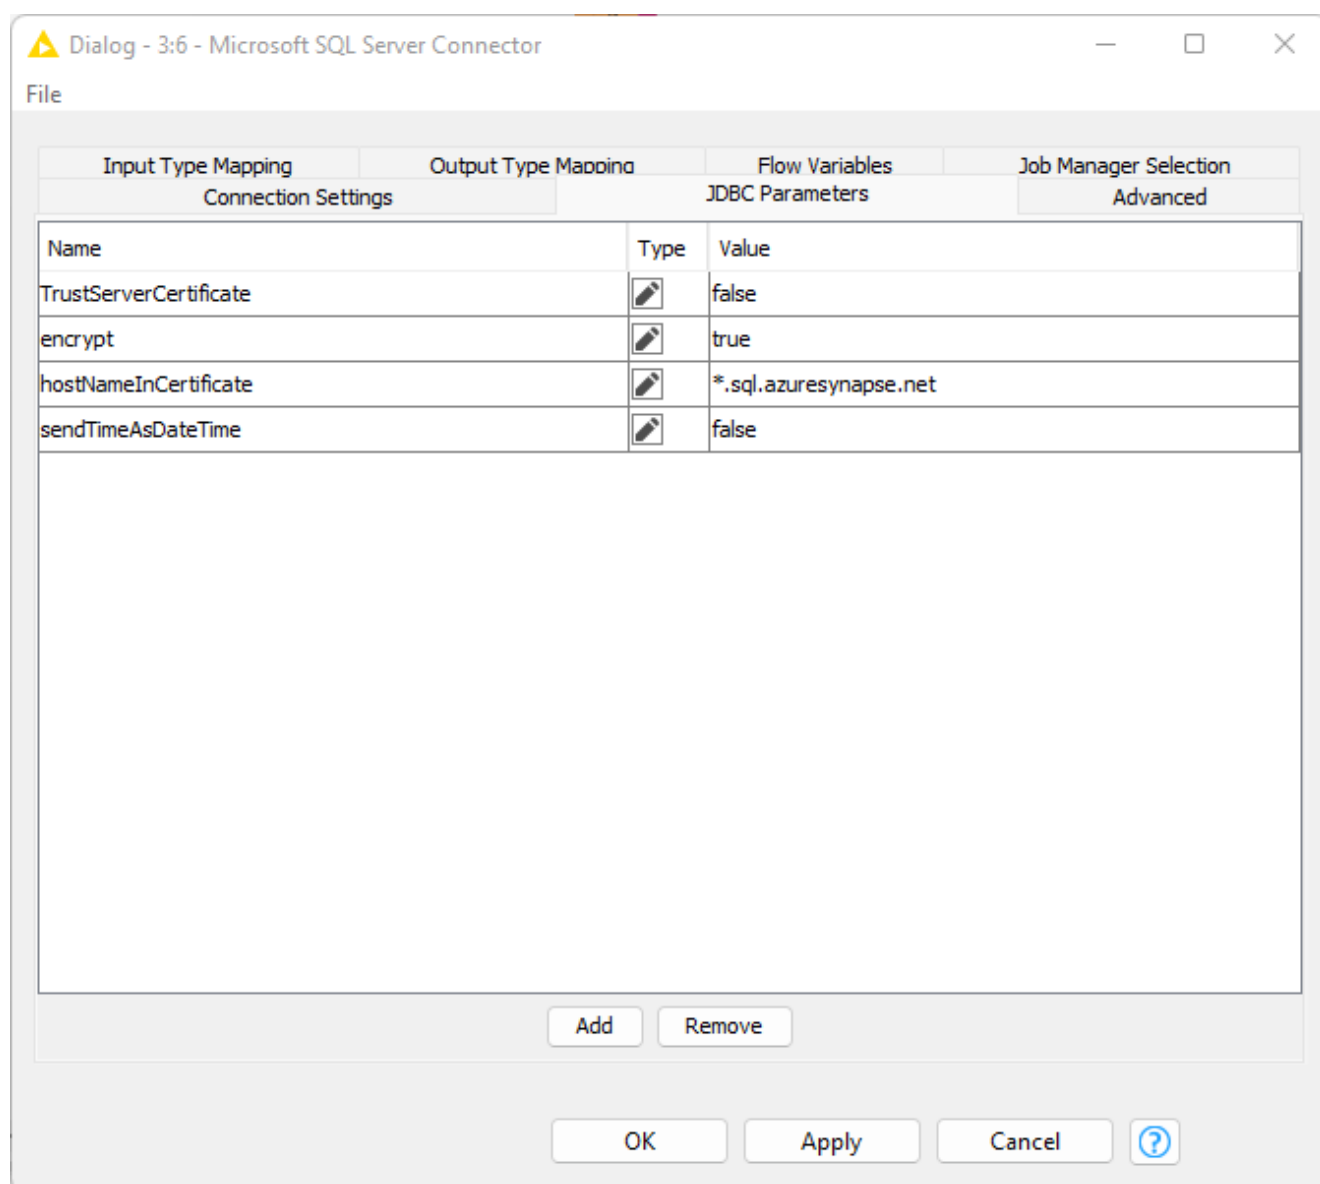 Dialog - 3:6 - Microsoft SQL Server Connector
File
Input Type Mapping Output Type Mapping Flow Variables Job Manager Selection
Connection Settings JDBC Parameters Advanced
Name Type Value
TrustServerCertificate false
encrypt true
hostNameInCertificate *.sql.azuresynapse.net
sendTimeAsDateTime false
Add Remove
OK Apply Cancel ?